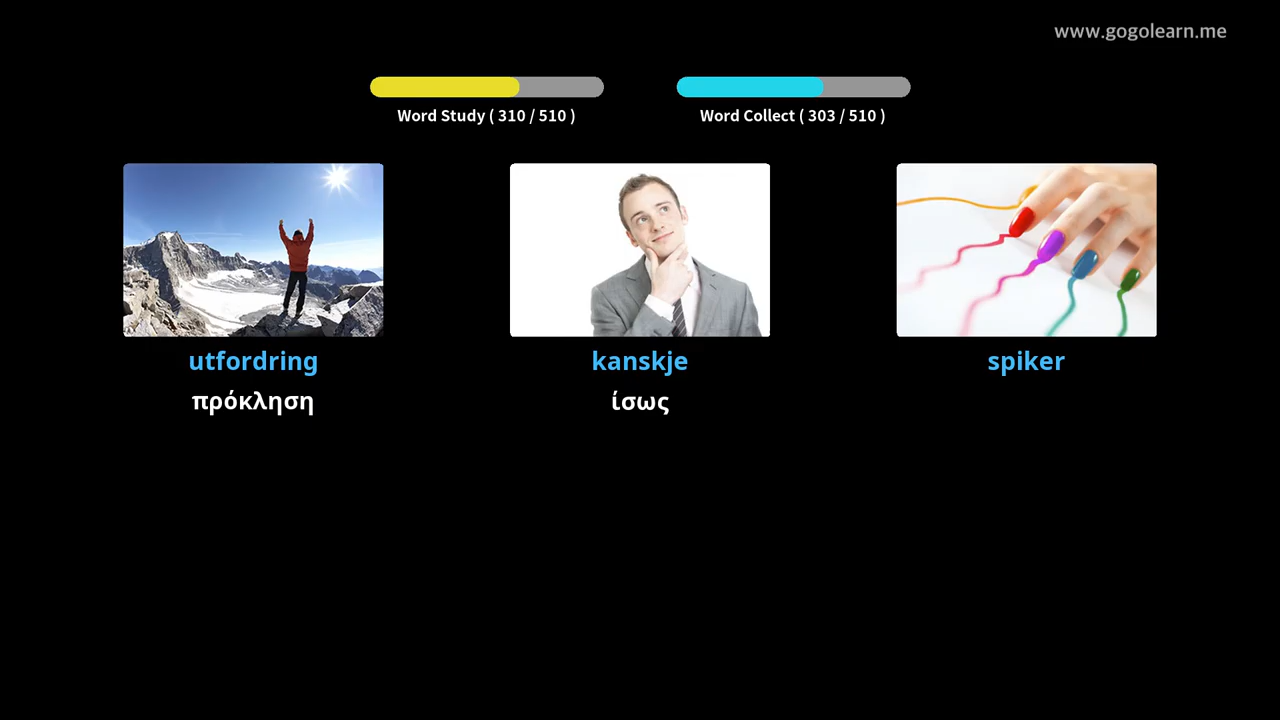 www.gogolearn.me
Word Study ( 310 / 510 )
Word Collect ( 303 / 510 )
utfordring
kanskje
spiker
πρόκληση
ίσως